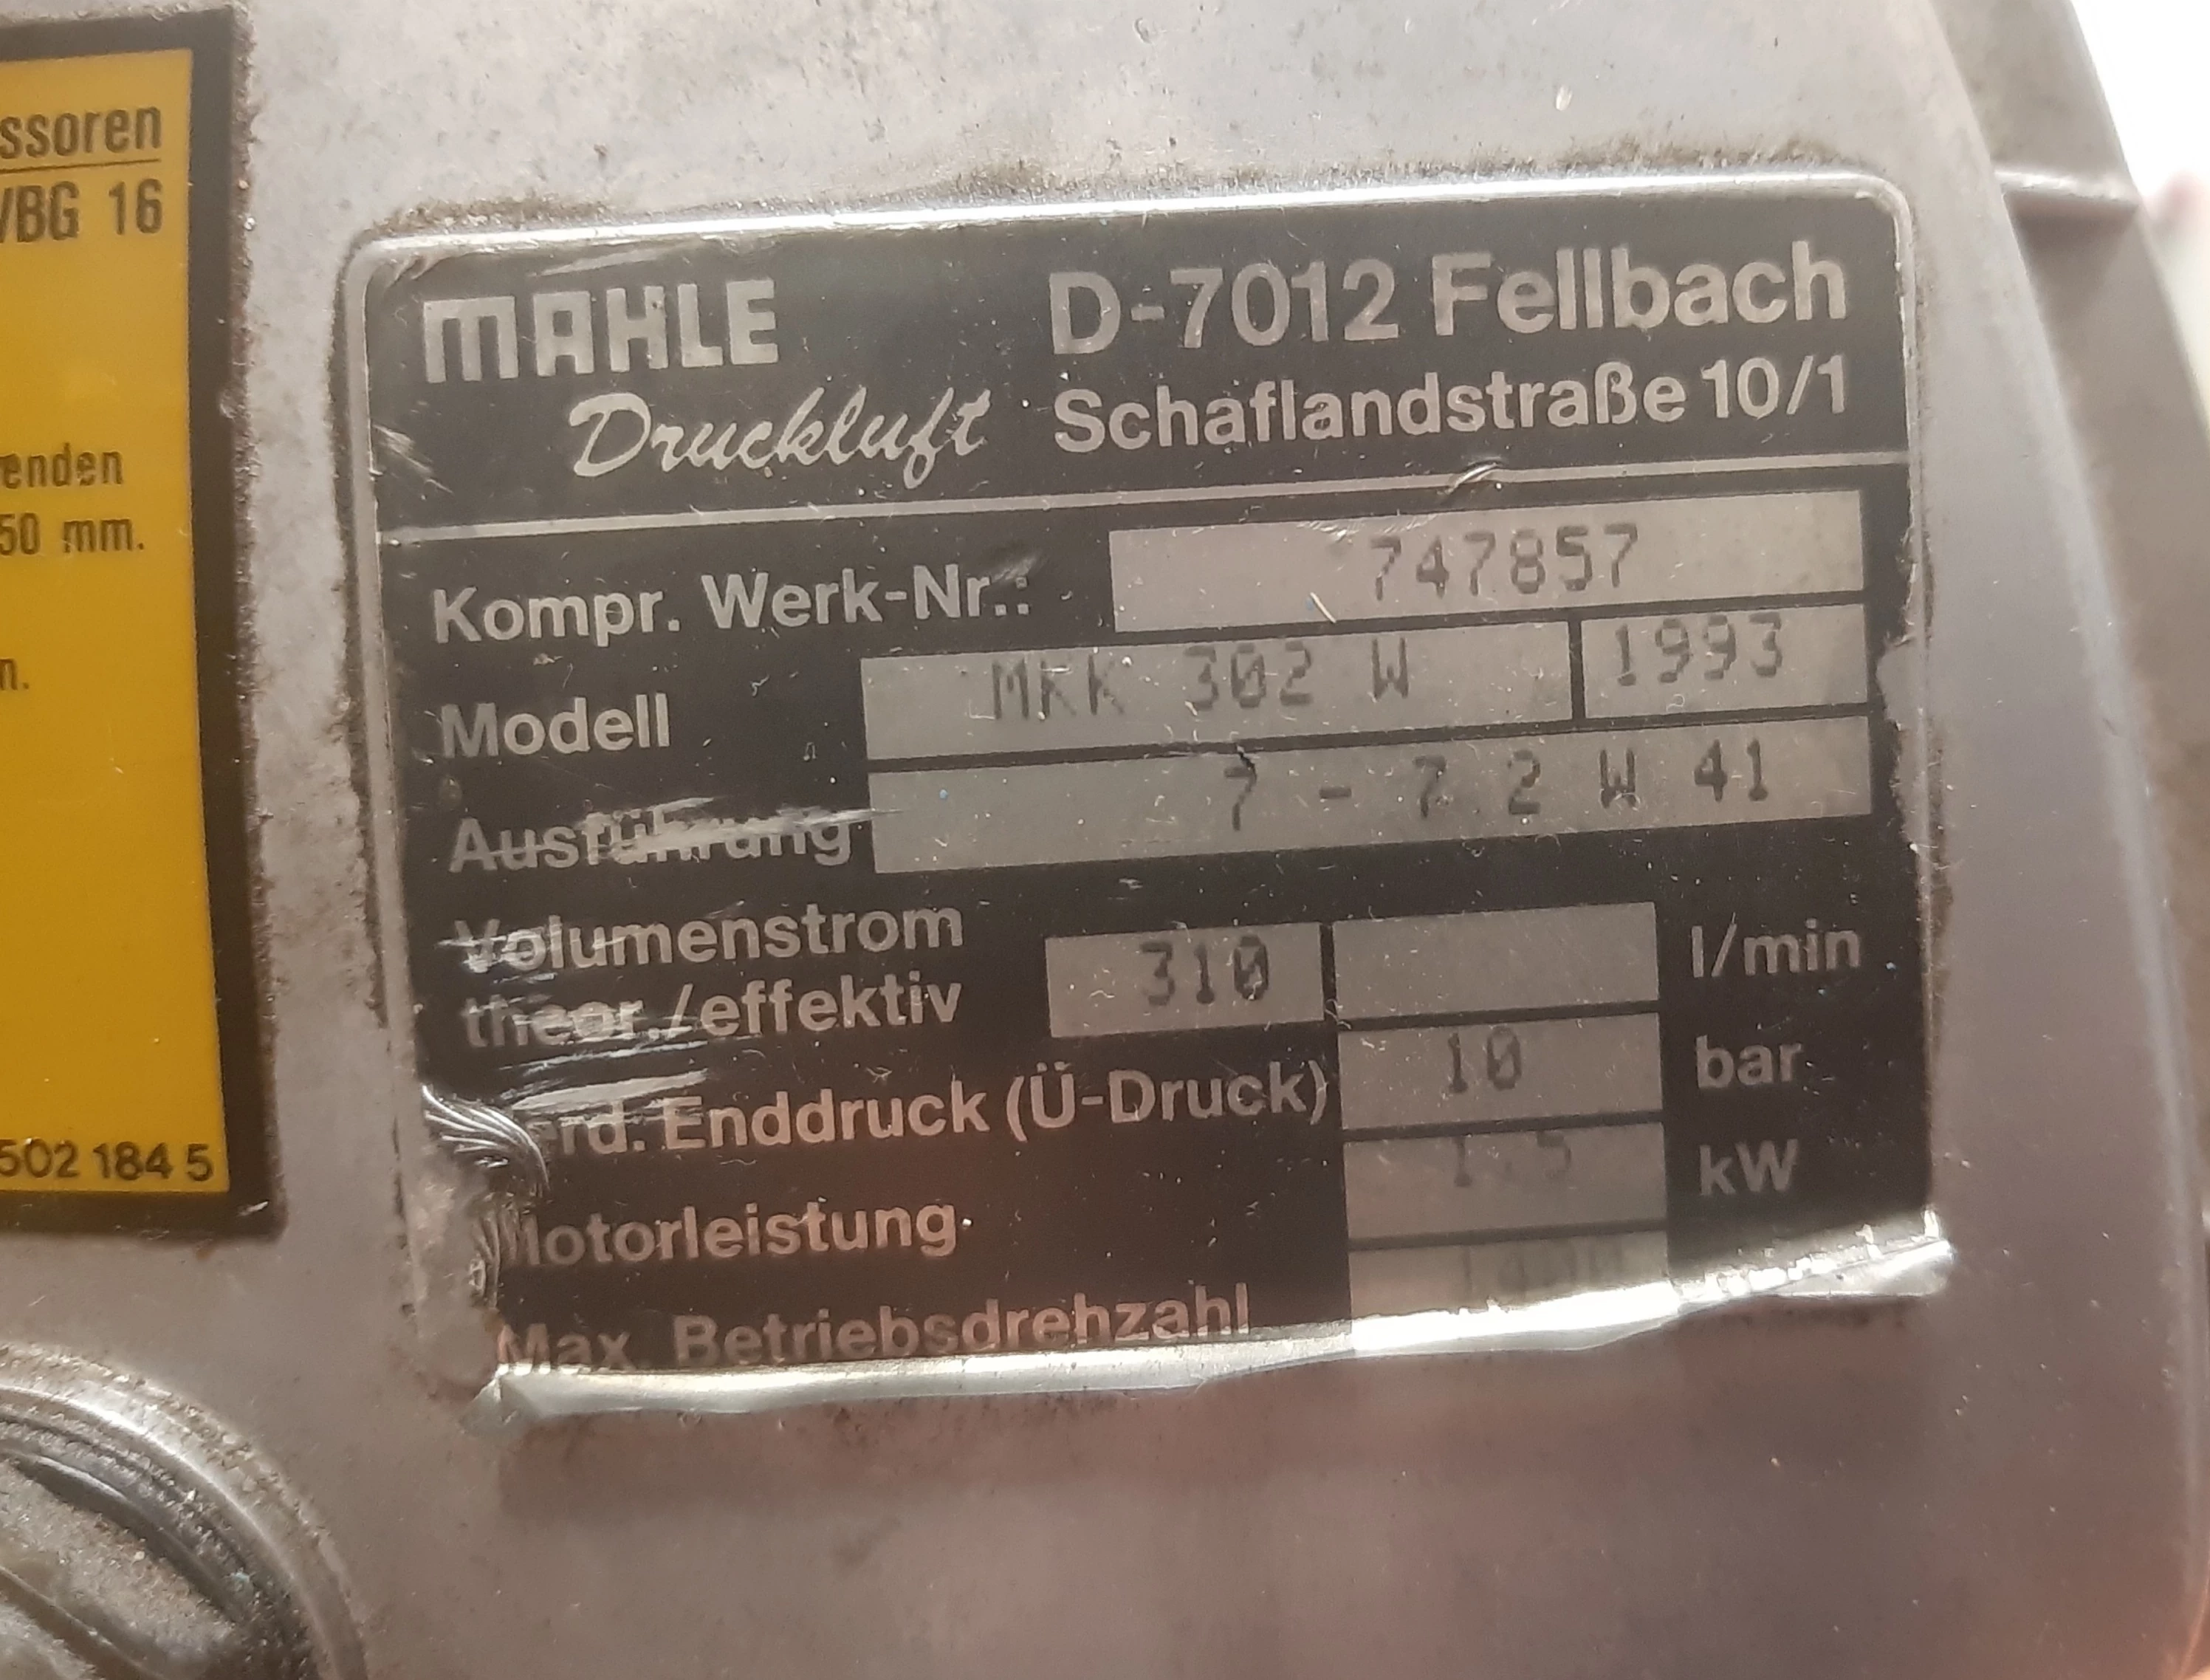 ssoren
/BG 16
enden
50 mm.
n.
502 184 5
MAHLE
Druckluft
D-7012 Fellbach
Schaflandstraße 10/1
Kompr. Werk-Nr.: 747857
Modell MKK 302 W 1993
Ausführung 7 - 7.2 W 41
Volumenstrom
theor./effektiv 310 l/min
erd. Enddruck (Ü-Druck) 10 bar
Motorleistung 1.5 kW
Max. Betriebsdrehzahl